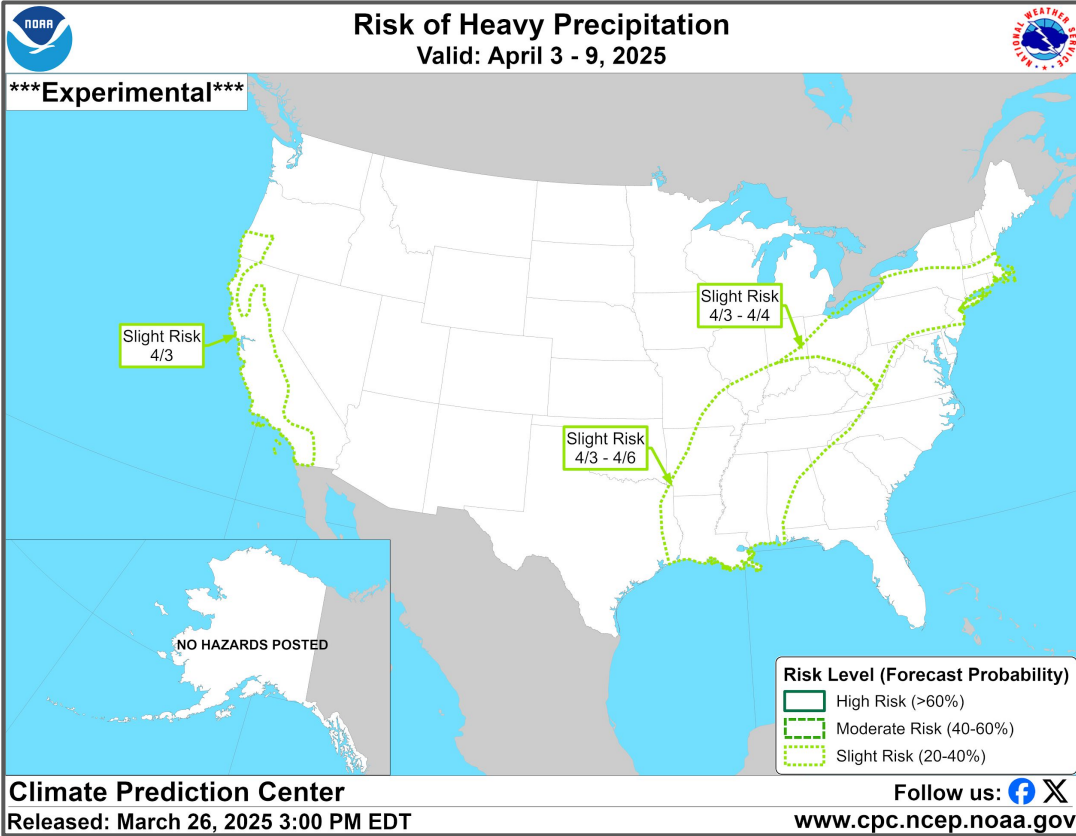 NOAA
Risk of Heavy Precipitation
Valid: April 3 - 9, 2025
NATIONAL WEATHER SERVICE
***Experimental***
Slight Risk
4/3 - 4/4
Slight Risk
4/3
Slight Risk
4/3 - 4/6
NO HAZARDS POSTED
Risk Level (Forecast Probability)
High Risk (>60%)
Moderate Risk (40-60%)
Slight Risk (20-40%)
Climate Prediction Center
Follow us:
Released: March 26, 2025 3:00 PM EDT
www.cpc.ncep.noaa.gov